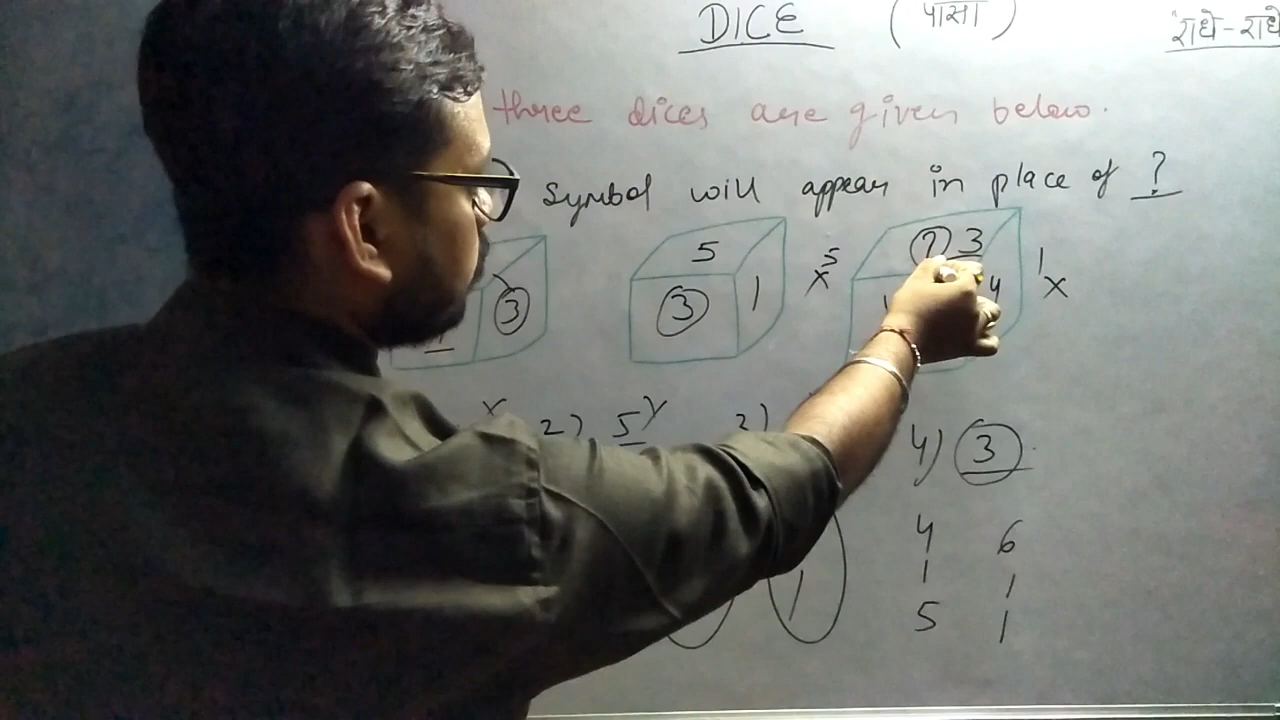 DICE (पासा) राधे-राधे
three dices are given below.
Symbol will appear in place of ?
5 ? 3
3 3 1 5 x 4 1 x
x 2) 5 4) 3
4 6
1 1 1
5 1